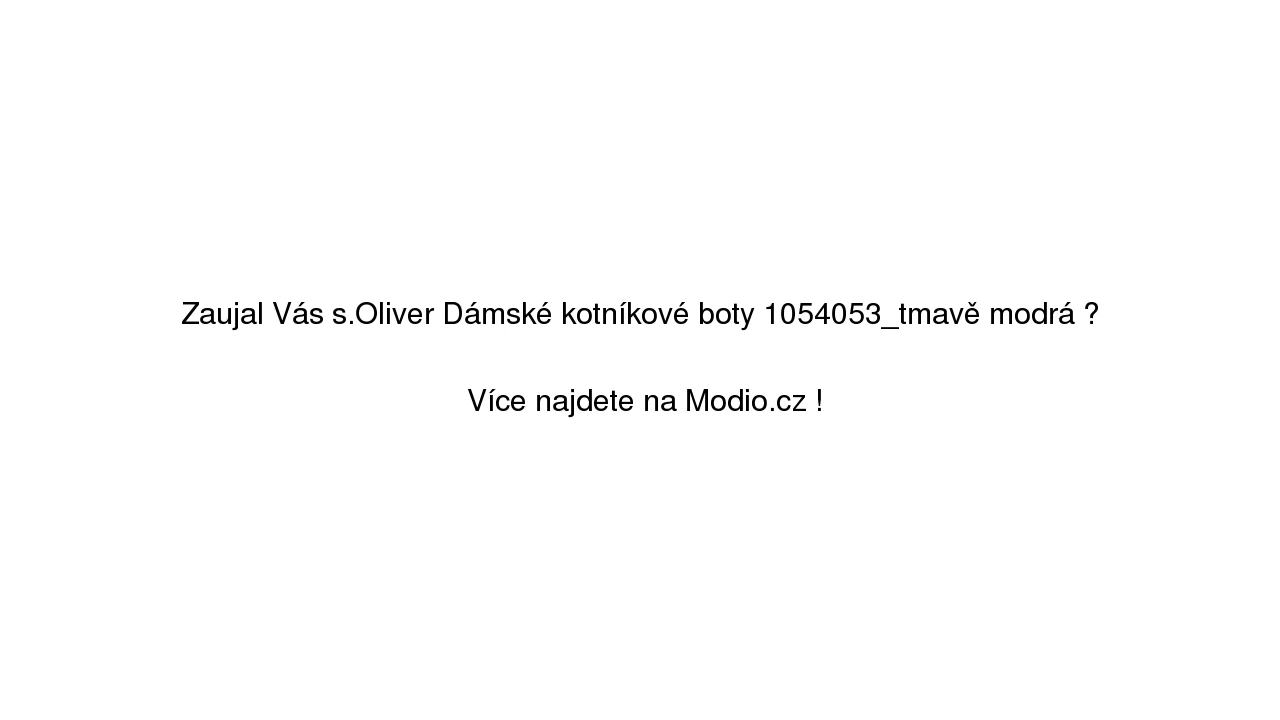 Zaujal Vás s.Oliver Dámské kotníkové boty 1054053_tmavě modrá ?
Více najdete na Modio.cz !